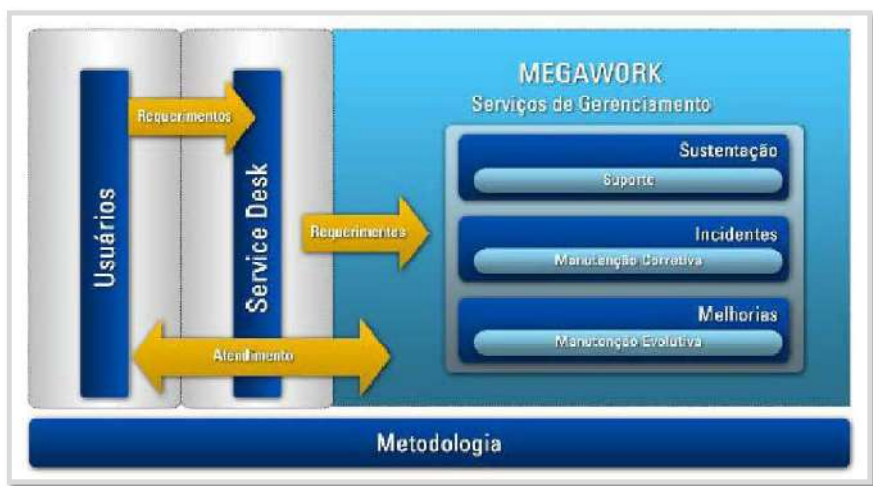 MEGAWORK
Serviços de Gerenciamento
Usuários
Requerimentos
Service Desk
Requerimentos
Atendimento
Sustentação
Suporte
Incidentes
Manutenção Corretiva
Melhorias
Manutenção Evolutiva
Metodologia